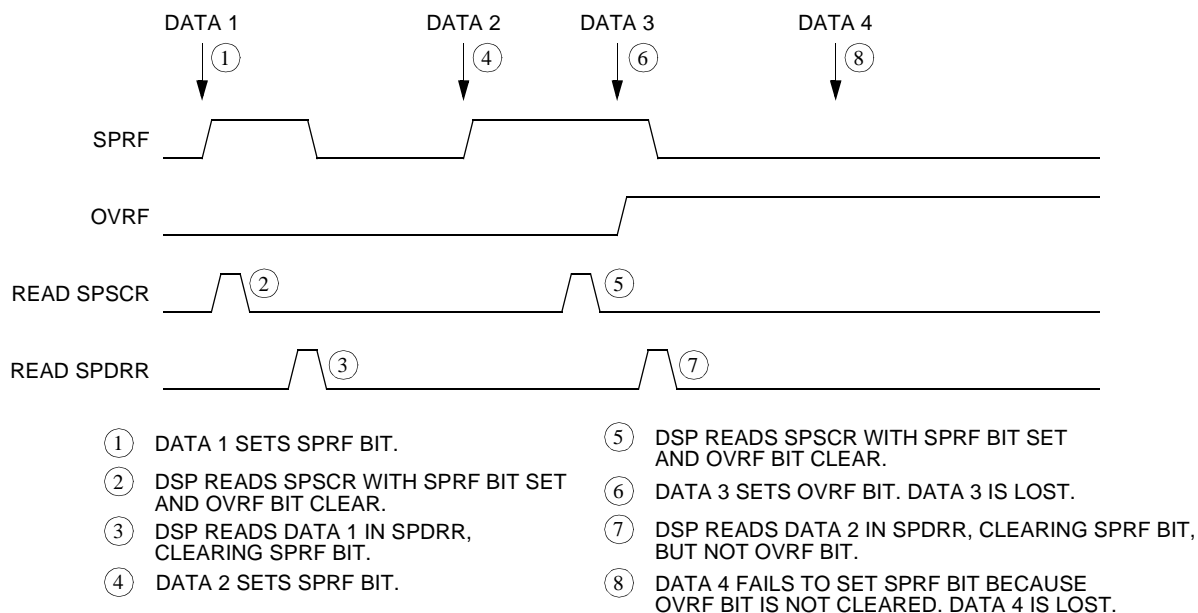 DATA 1 DATA 2 DATA 3 DATA 4
1 4 6 8
SPRF
OVRF
READ SPSCR 2 5
READ SPDRR 3 7
1 DATA 1 SETS SPRF BIT.
2 DSP READS SPSCR WITH SPRF BIT SET
AND OVRF BIT CLEAR.
3 DSP READS DATA 1 IN SPDRR,
CLEARING SPRF BIT.
4 DATA 2 SETS SPRF BIT.
5 DSP READS SPSCR WITH SPRF BIT SET
AND OVRF BIT CLEAR.
6 DATA 3 SETS OVRF BIT. DATA 3 IS LOST.
7 DSP READS DATA 2 IN SPDRR, CLEARING SPRF BIT,
BUT NOT OVRF BIT.
8 DATA 4 FAILS TO SET SPRF BIT BECAUSE
OVRF BIT IS NOT CLEARED. DATA 4 IS LOST.